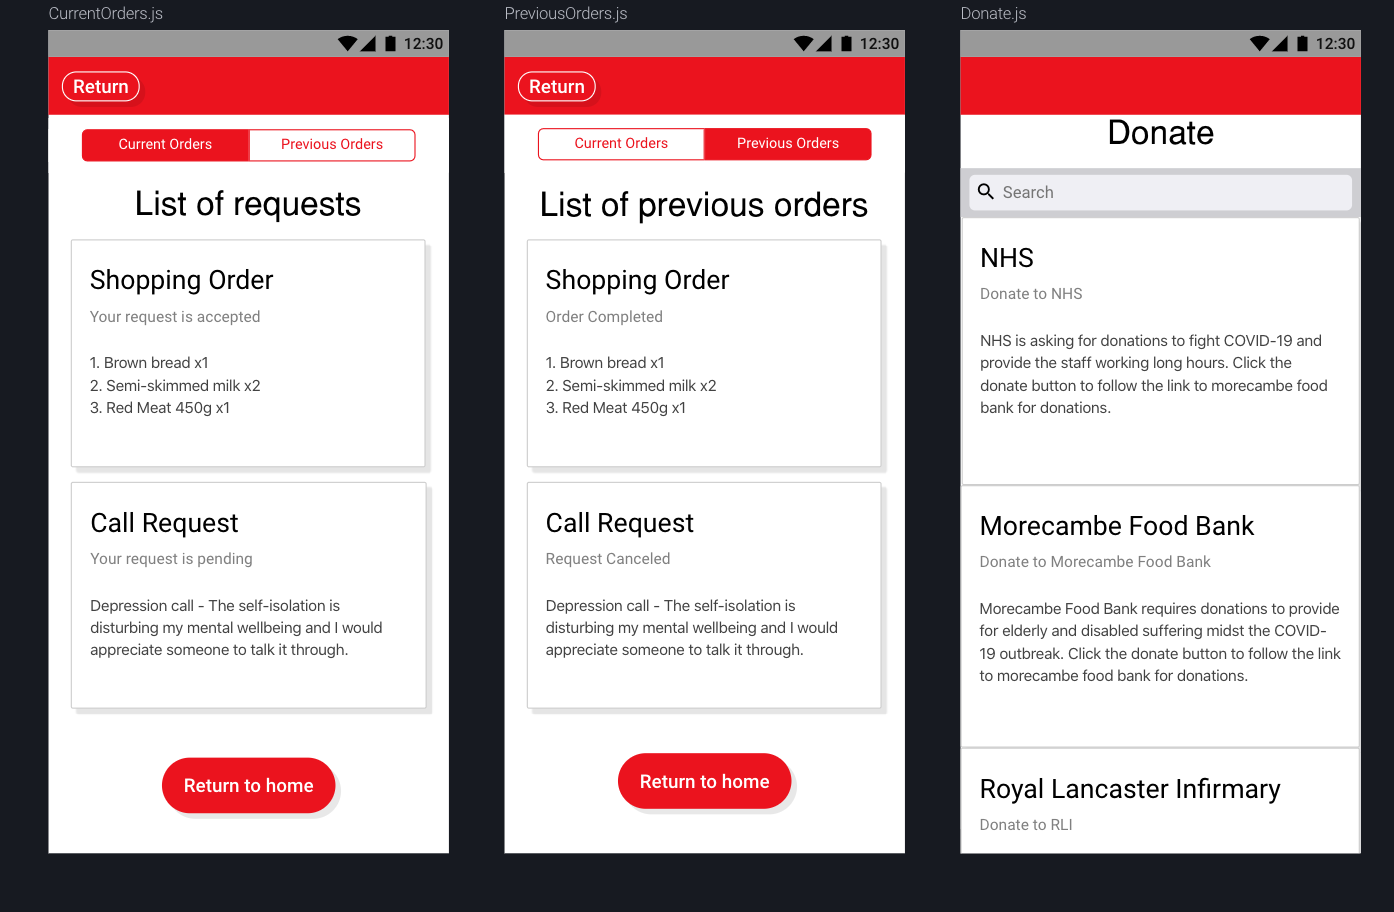 CurrentOrders.js
12:30
Return
Current Orders
Previous Orders
List of requests
Shopping Order
Your request is accepted
1. Brown bread x1
2. Semi-skimmed milk x2
3. Red Meat 450g x1
Call Request
Your request is pending
Depression call - The self-isolation is
disturbing my mental wellbeing and I would
appreciate someone to talk it through.
Return to home
PreviousOrders.js
12:30
Return
Current Orders
Previous Orders
List of previous orders
Shopping Order
Order Completed
1. Brown bread x1
2. Semi-skimmed milk x2
3. Red Meat 450g x1
Call Request
Request Canceled
Depression call - The self-isolation is
disturbing my mental wellbeing and I would
appreciate someone to talk it through.
Return to home
Donate.js
12:30
Donate
Search
NHS
Donate to NHS
NHS is asking for donations to fight COVID-19 and
provide the staff working long hours. Click the
donate button to follow the link to morecambe food
bank for donations.
Morecambe Food Bank
Donate to Morecambe Food Bank
Morecambe Food Bank requires donations to provide
for elderly and disabled suffering midst the COVID-
19 outbreak. Click the donate button to follow the link
to morecambe food bank for donations.
Royal Lancaster Infirmary
Donate to RLI